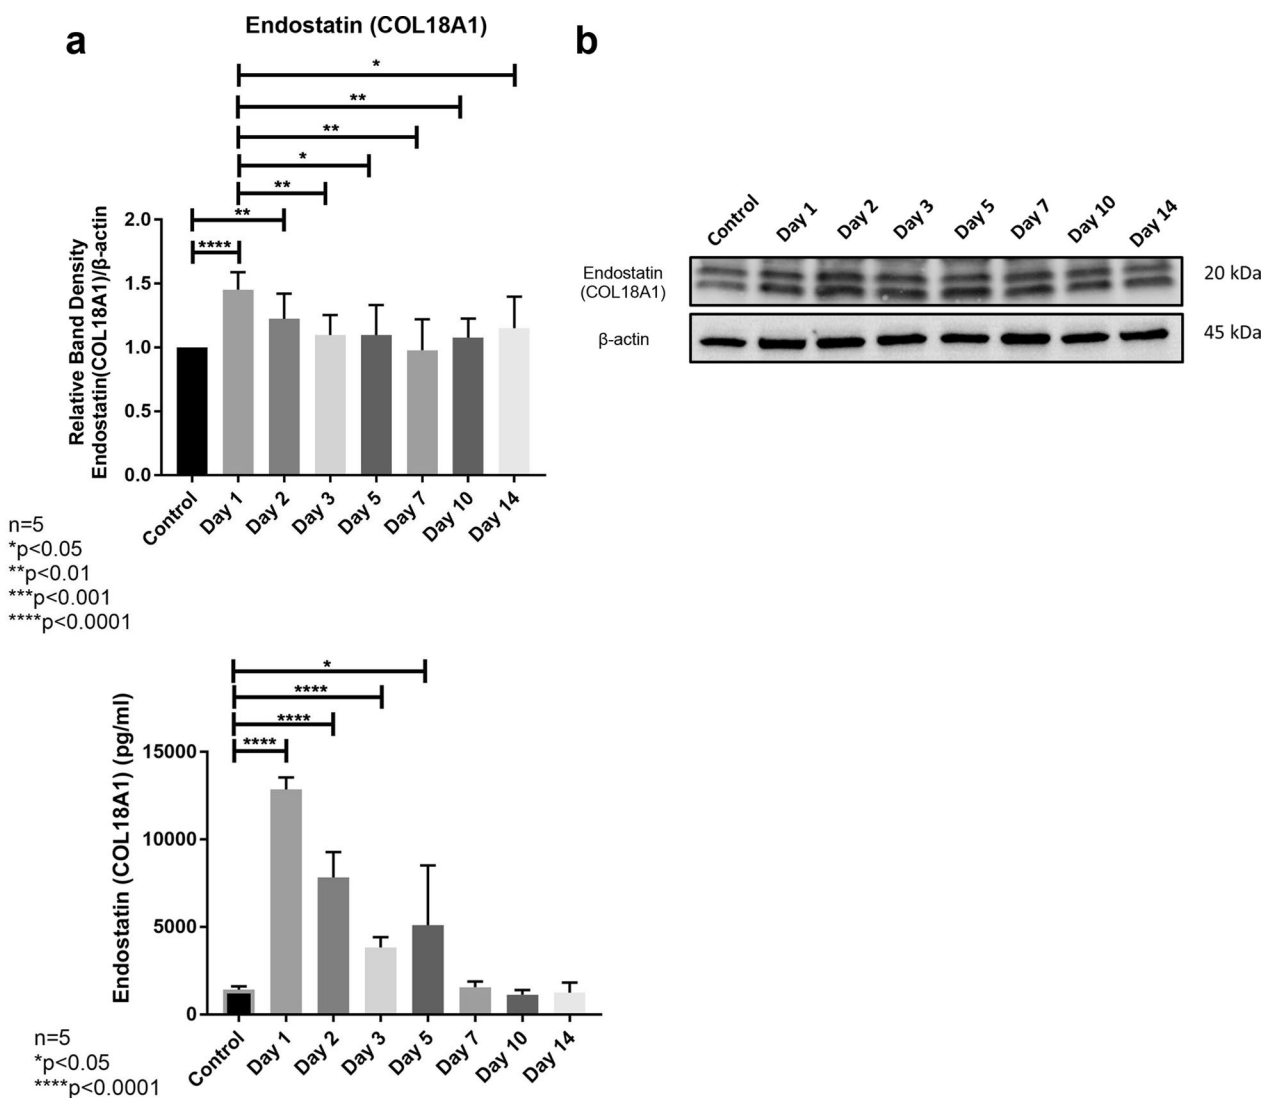 a
Endostatin (COL18A1)
*
**
**
*
**
**
****
Relative Band Density
Endostatin(COL18A1)/β-actin
2.0
1.5
1.0
0.5
0.0
Control
Day 1
Day 2
Day 3
Day 5
Day 7
Day 10
Day 14
n=5
*p<0.05
**p<0.01
***p<0.001
****p<0.0001
b
Control
Day 1
Day 2
Day 3
Day 5
Day 7
Day 10
Day 14
Endostatin
(COL18A1)
20 kDa
β-actin
45 kDa
*
****
****
****
Endostatin (COL18A1) (pg/ml)
15000
10000
5000
0
Control
Day 1
Day 2
Day 3
Day 5
Day 7
Day 10
Day 14
n=5
*p<0.05
****p<0.0001